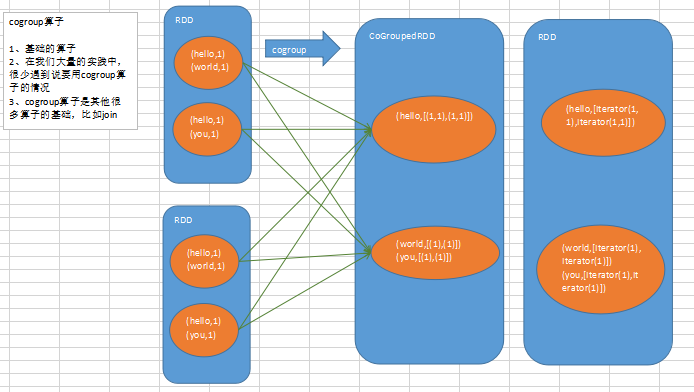 cogroup算子
1、基础的算子
2、在我们大量的实践中，
很少遇到说要用cogroup算
子的情况
3、cogroup算子是其他很
多算子的基础，比如join
RDD
(hello,1)
(world,1)
(hello,1)
(you,1)
RDD
(hello,1)
(world,1)
(hello,1)
(you,1)
cogroup
CoGroupedRDD
(hello,[(1,1),(1,1)])
(world,[(1),(1)])
(you,[(1),(1)])
RDD
(hello,[iterator(1,
1),iterator(1,1)])
(world,[iterator(1),
iterator(1)])
(you,[iterator(1),it
erator(1)])